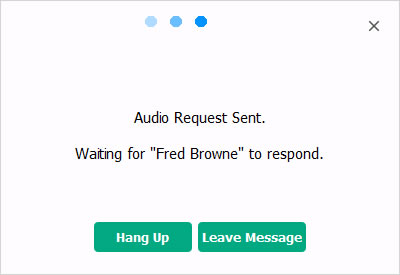 Audio Request Sent.
Waiting for "Fred Browne" to respond.
Hang Up
Leave Message